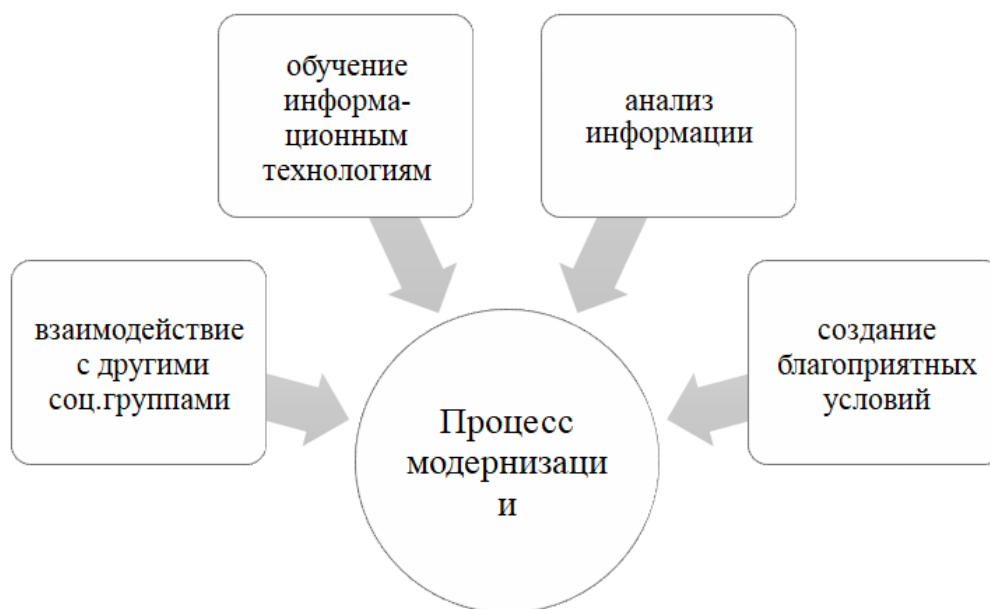 обучение
информа-
ционным
технологиям
анализ
информации
взаимодействие
с другими
соц.группами
создание
благоприятных
условий
Процесс
модернизаци
и